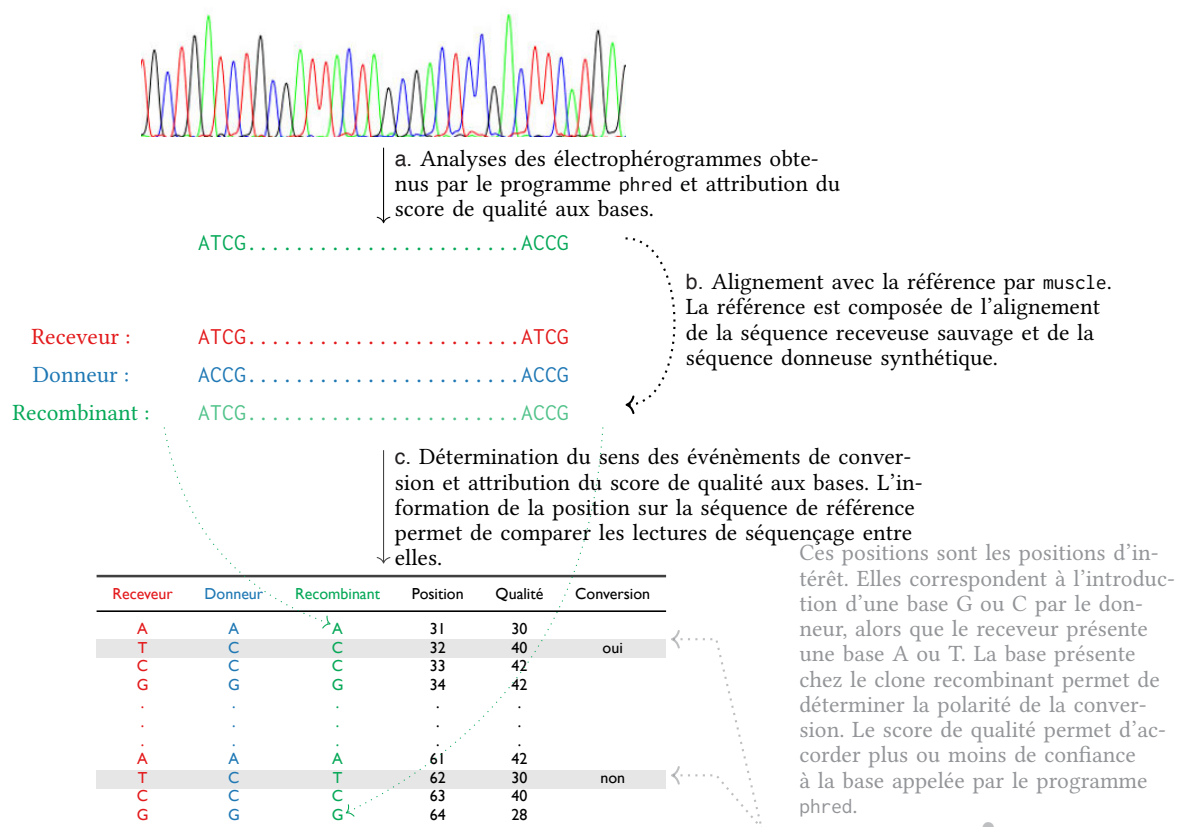 a. Analyses des électrophérogrammes obte-
nus par le programme phred et attribution du
score de qualité aux bases.
ATCG.......................ACCG
b. Alignement avec la référence par muscle.
La référence est composée de l'alignement
de la séquence receveuse sauvage et de la
séquence donneuse synthétique.
Receveur : ATCG.......................ATCG
Donneur : ACCG.......................ACCG
Recombinant : ATCG.......................ACCG
c. Détermination du sens des événèments de conver-
sion et attribution du score de qualité aux bases. L'in-
formation de la position sur la séquence de référence
permet de comparer les lectures de séquençage entre
elles.
Receveur Donneur Recombinant Position Qualité Conversion
A A A 31 30
T C C 32 40 oui
C C C 33 42
G G G 34 42
. . . . .
. . . . .
. . . . .
A A A 61 42
T C T 62 30 non
C C C 63 40
G G G 64 28
Ces positions sont les positions d'in-
térêt. Elles correspondent à l'introduc-
tion d'une base G ou C par le don-
neur, alors que le receveur présente
une base A ou T. La base présente
chez le clone recombinant permet de
déterminer la polarité de la conver-
sion. Le score de qualité permet d'ac-
corder plus ou moins de confiance
à la base appelée par le programme
phred.